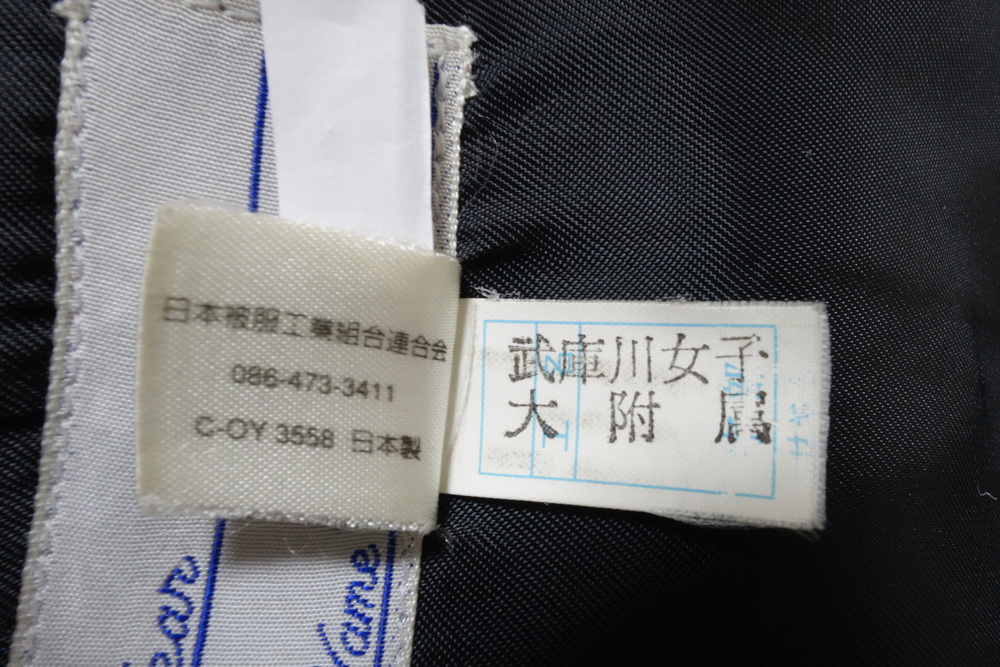 日本被服工業組合連合会
086-473-3411
C-OY 3558 日本製
武庫川女子
大附属
Name